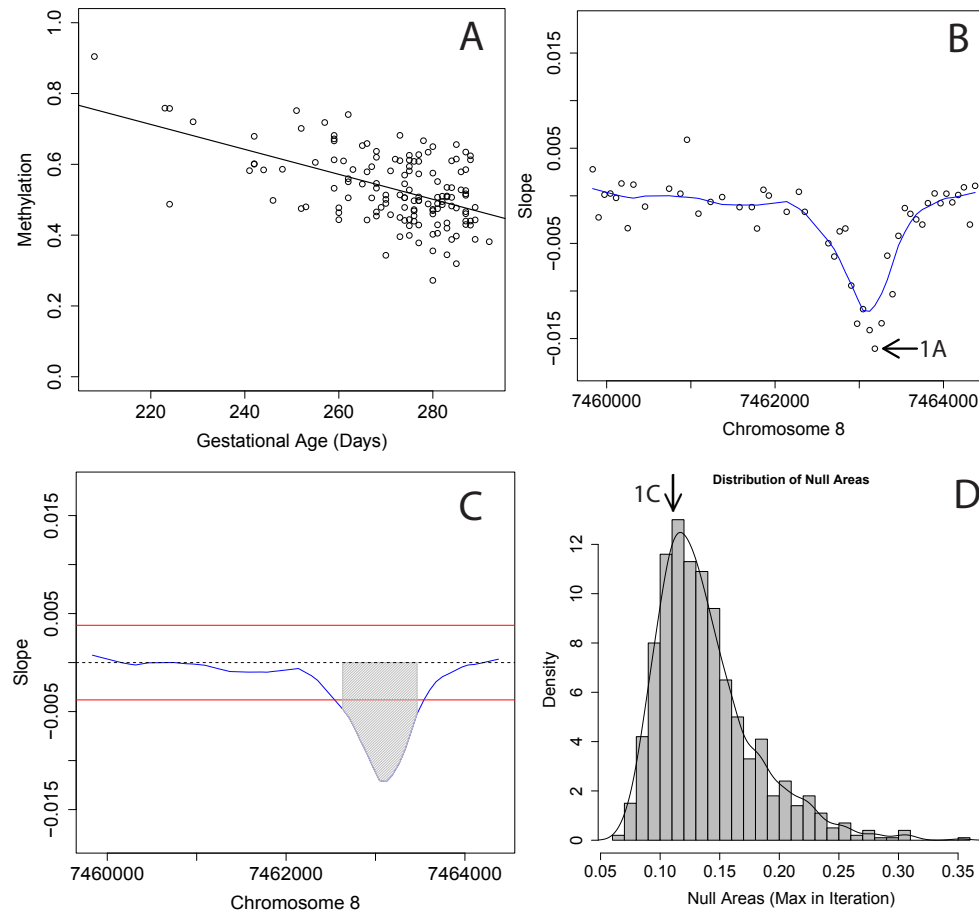 A
Methylation
1.0
0.8
0.6
0.4
0.2
0.0
220 240 260 280
Gestational Age (Days)
B
Slope
0.015
0.005
-0.005
-0.015
1A
7460000 7462000 7464000
Chromosome 8
C
Slope
0.015
0.005
-0.005
-0.015
7460000 7462000 7464000
Chromosome 8
Distribution of Null Areas
D
1C
Density
12
10
8
6
4
2
0
0.05 0.10 0.15 0.20 0.25 0.30 0.35
Null Areas (Max in Iteration)